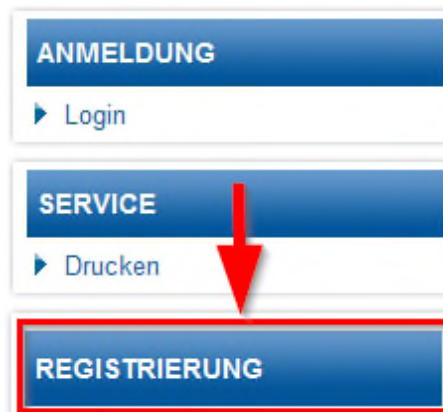 ANMELDUNG
Login
SERVICE
Drucken
REGISTRIERUNG